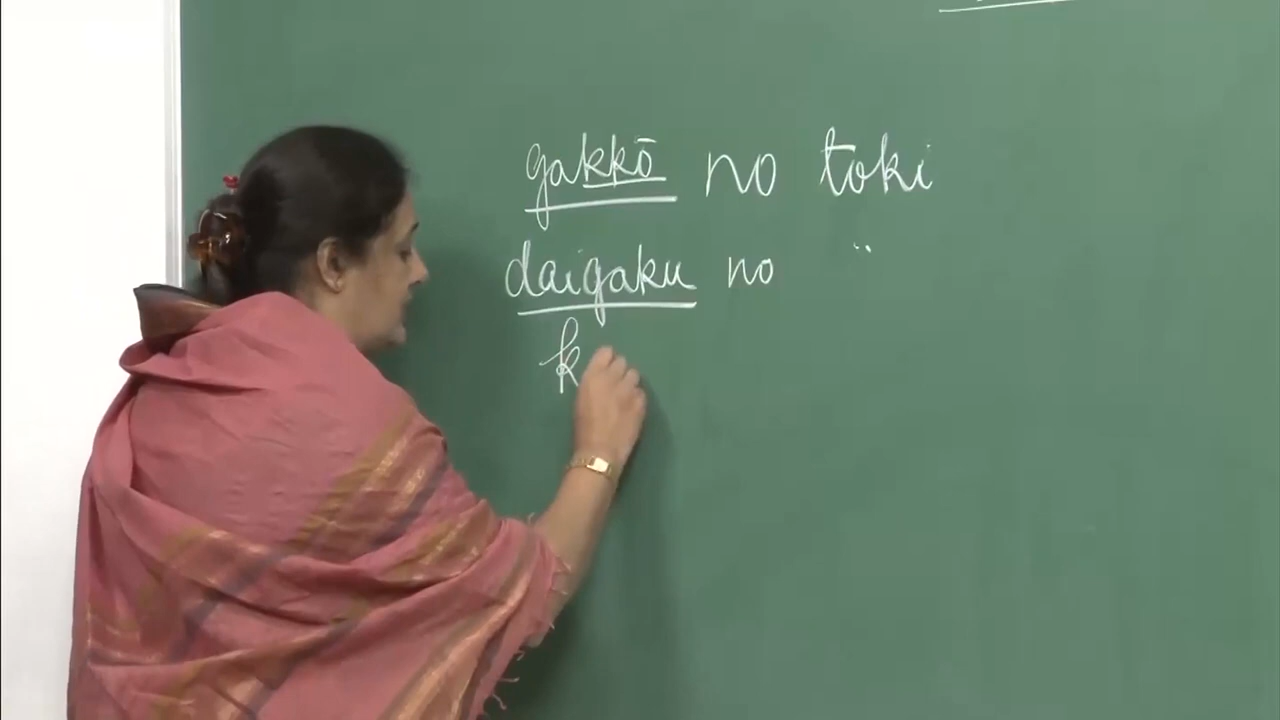 gakkō no toki
daigaku no "
k